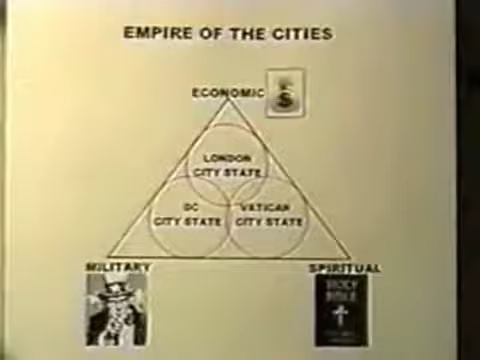 EMPIRE OF THE CITIES
ECONOMIC
$
LONDON
CITY STATE
DC
CITY STATE
VATICAN
CITY STATE
MILITARY
SPIRITUAL
HOLY
BIBLE